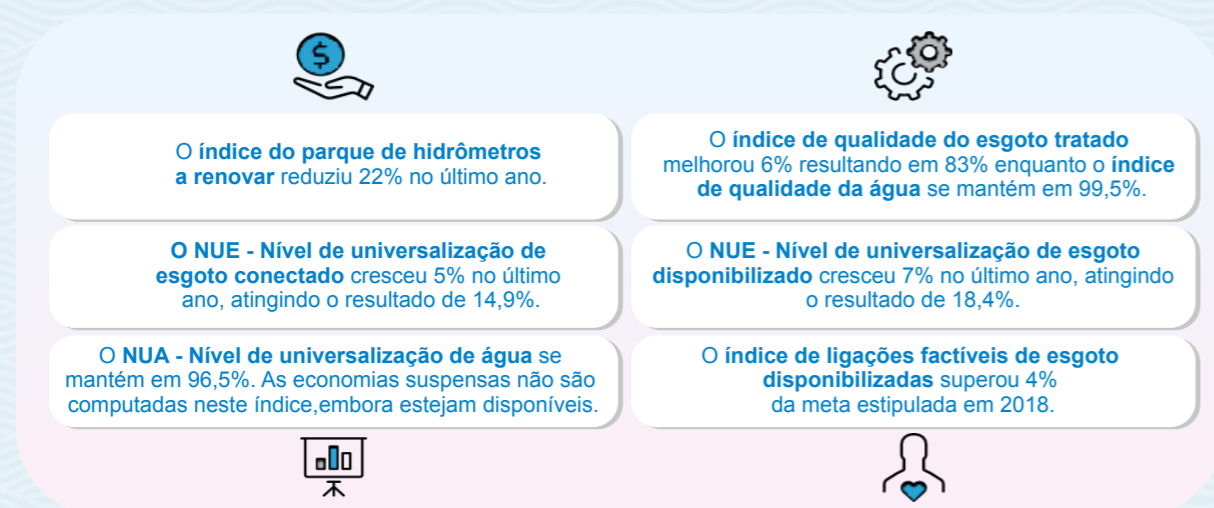 O índice do parque de hidrômetros
a renovar reduziu 22% no último ano.
O índice de qualidade do esgoto tratado
melhorou 6% resultando em 83% enquanto o índice
de qualidade da água se mantém em 99,5%.
O NUE - Nível de universalização de
esgoto conectado cresceu 5% no último
ano, atingindo o resultado de 14,9%.
O NUE - Nível de universalização de esgoto
disponibilizado cresceu 7% no último ano, atingindo
o resultado de 18,4%.
O NUA - Nível de universalização de água se
mantém em 96,5%. As economias suspensas não são
computadas neste índice,embora estejam disponíveis.
O índice de ligações factíveis de esgoto
disponibilizadas superou 4%
da meta estipulada em 2018.